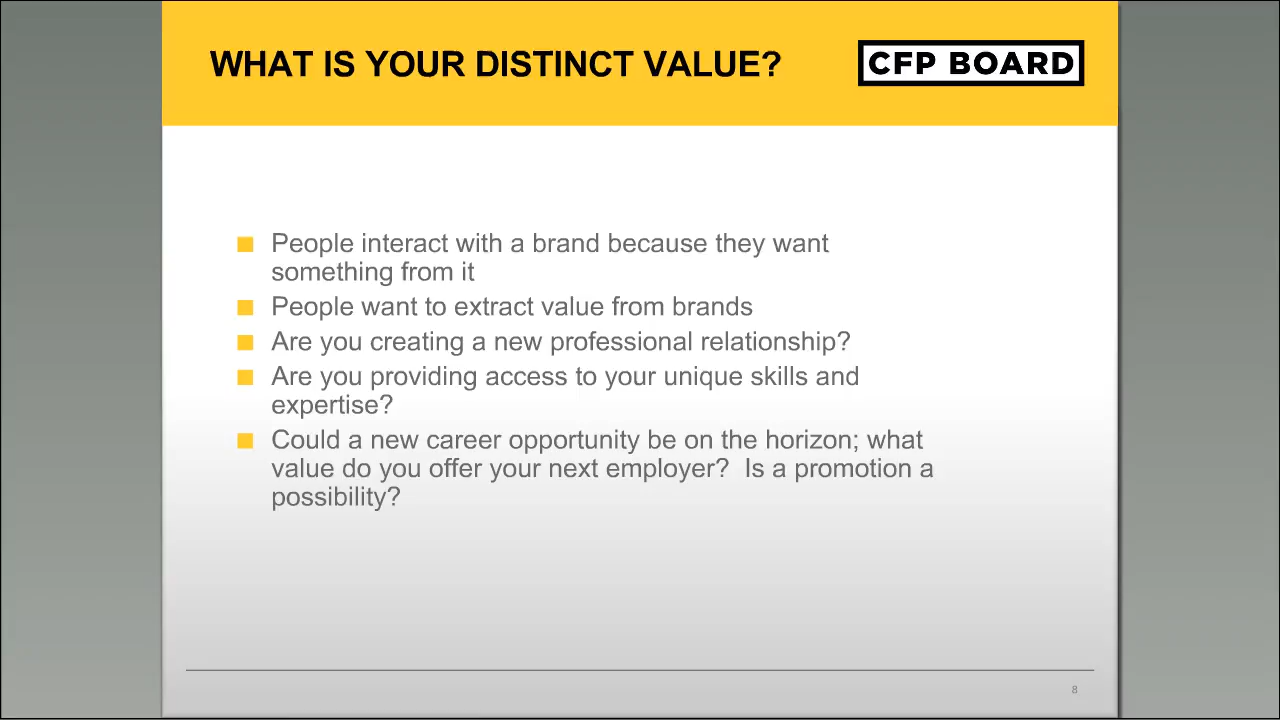 WHAT IS YOUR DISTINCT VALUE?
CFP BOARD
People interact with a brand because they want
something from it
People want to extract value from brands
Are you creating a new professional relationship?
Are you providing access to your unique skills and
expertise?
Could a new career opportunity be on the horizon; what
value do you offer your next employer?  Is a promotion a
possibility?
8